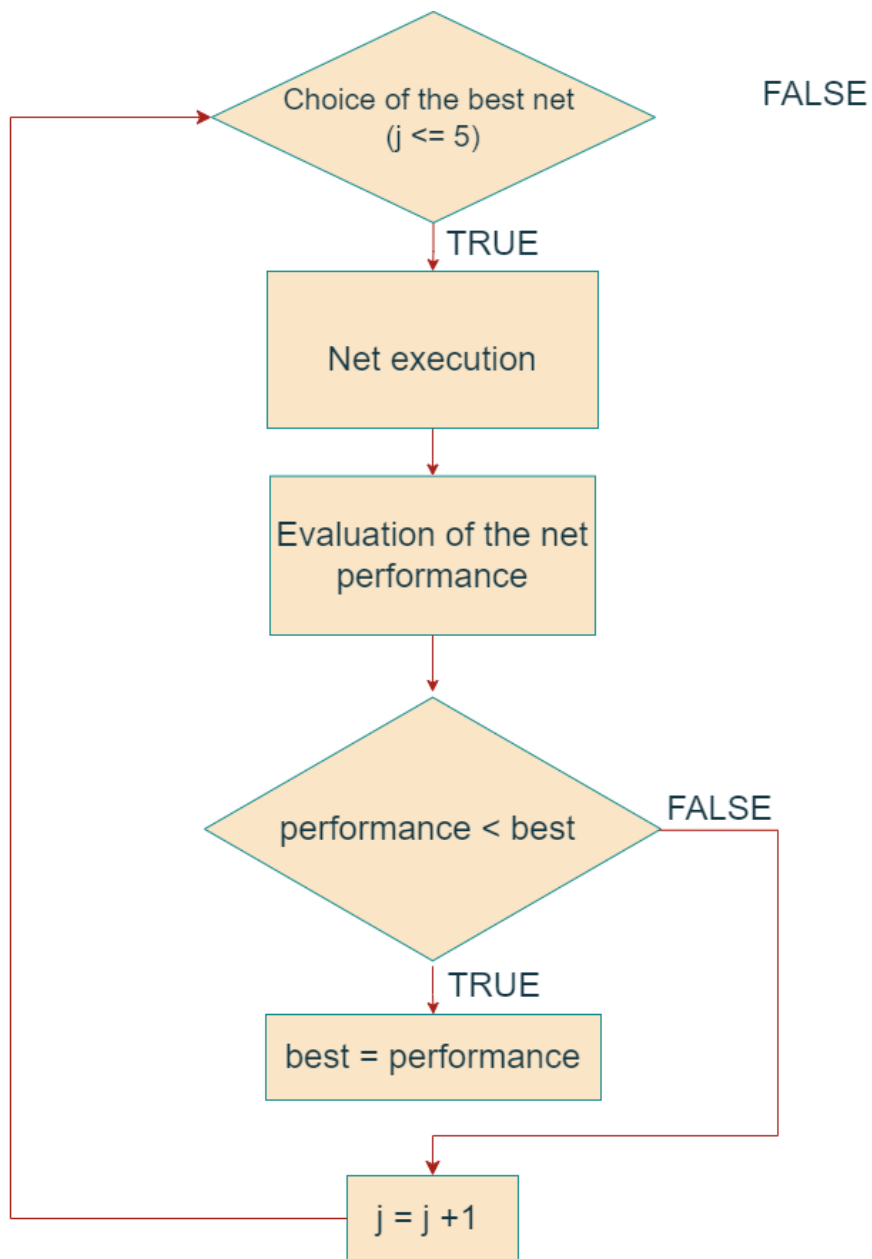 Choice of the best net
(j <= 5)
FALSE
TRUE
Net execution
Evaluation of the net
performance
performance < best
FALSE
TRUE
best = performance
j = j +1